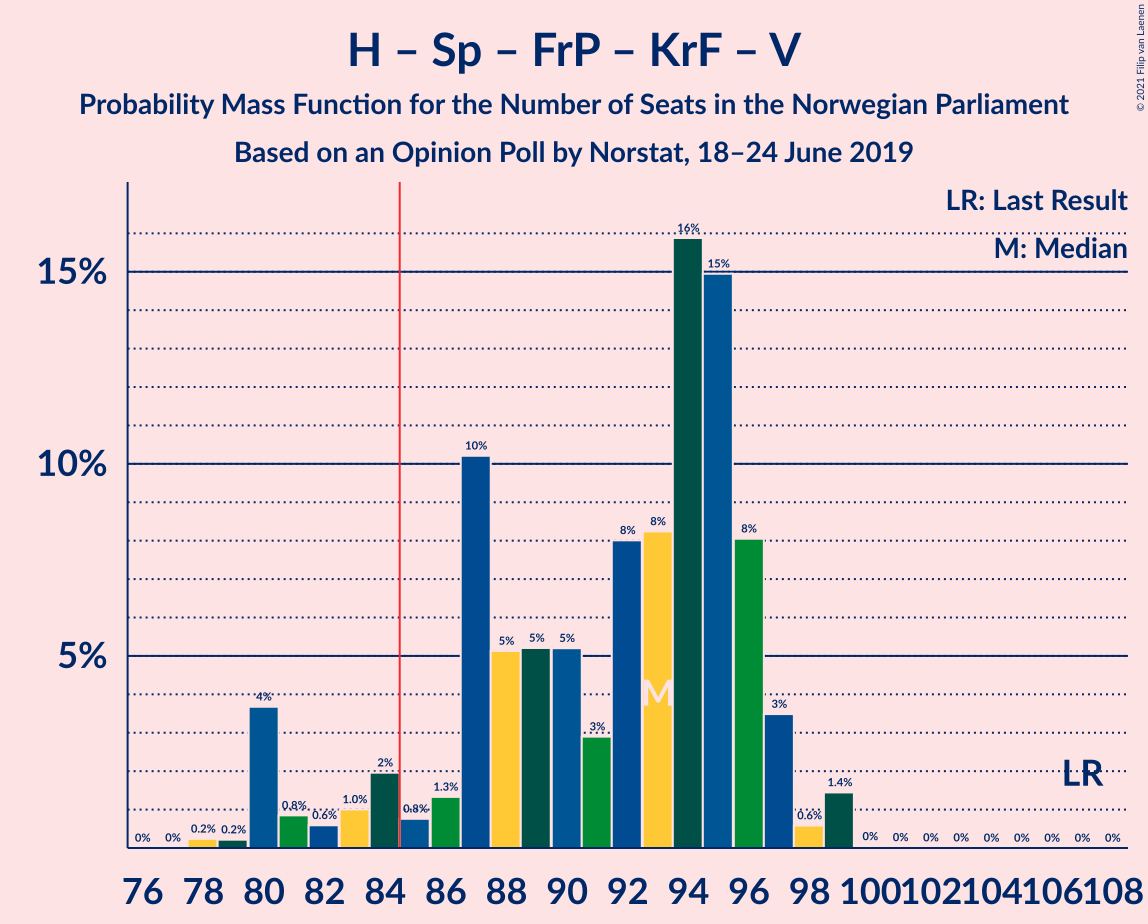 H – Sp – FrP – KrF – V
Probability Mass Function for the Number of Seats in the Norwegian Parliament
Based on an Opinion Poll by Norstat, 18–24 June 2019
© 2021 Filip van Laenen
LR: Last Result
M: Median
15%
10%
5%
0% 0% 0.2% 0.2% 4% 0.8% 0.6% 1.0% 2% 0.8% 1.3% 10% 5% 5% 5% 3% 8% 8% 16% 15% 8% 3% 0.6% 1.4% 0% 0% 0% 0% 0% 0% 0% 0% 0%
M
LR
76 78 80 82 84 86 88 90 92 94 96 98 100 102 104 106 108